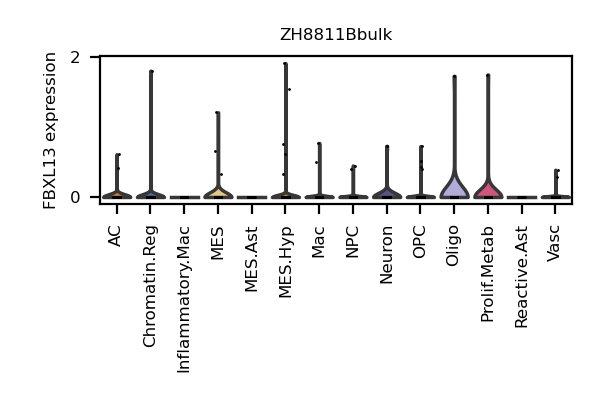 ZH8811Bbulk
FBXL13 expression
2
0
AC
Chromatin.Reg
Inflammatory.Mac
MES
MES.Ast
MES.Hyp
Mac
NPC
Neuron
OPC
Oligo
Prolif.Metab
Reactive.Ast
Vasc